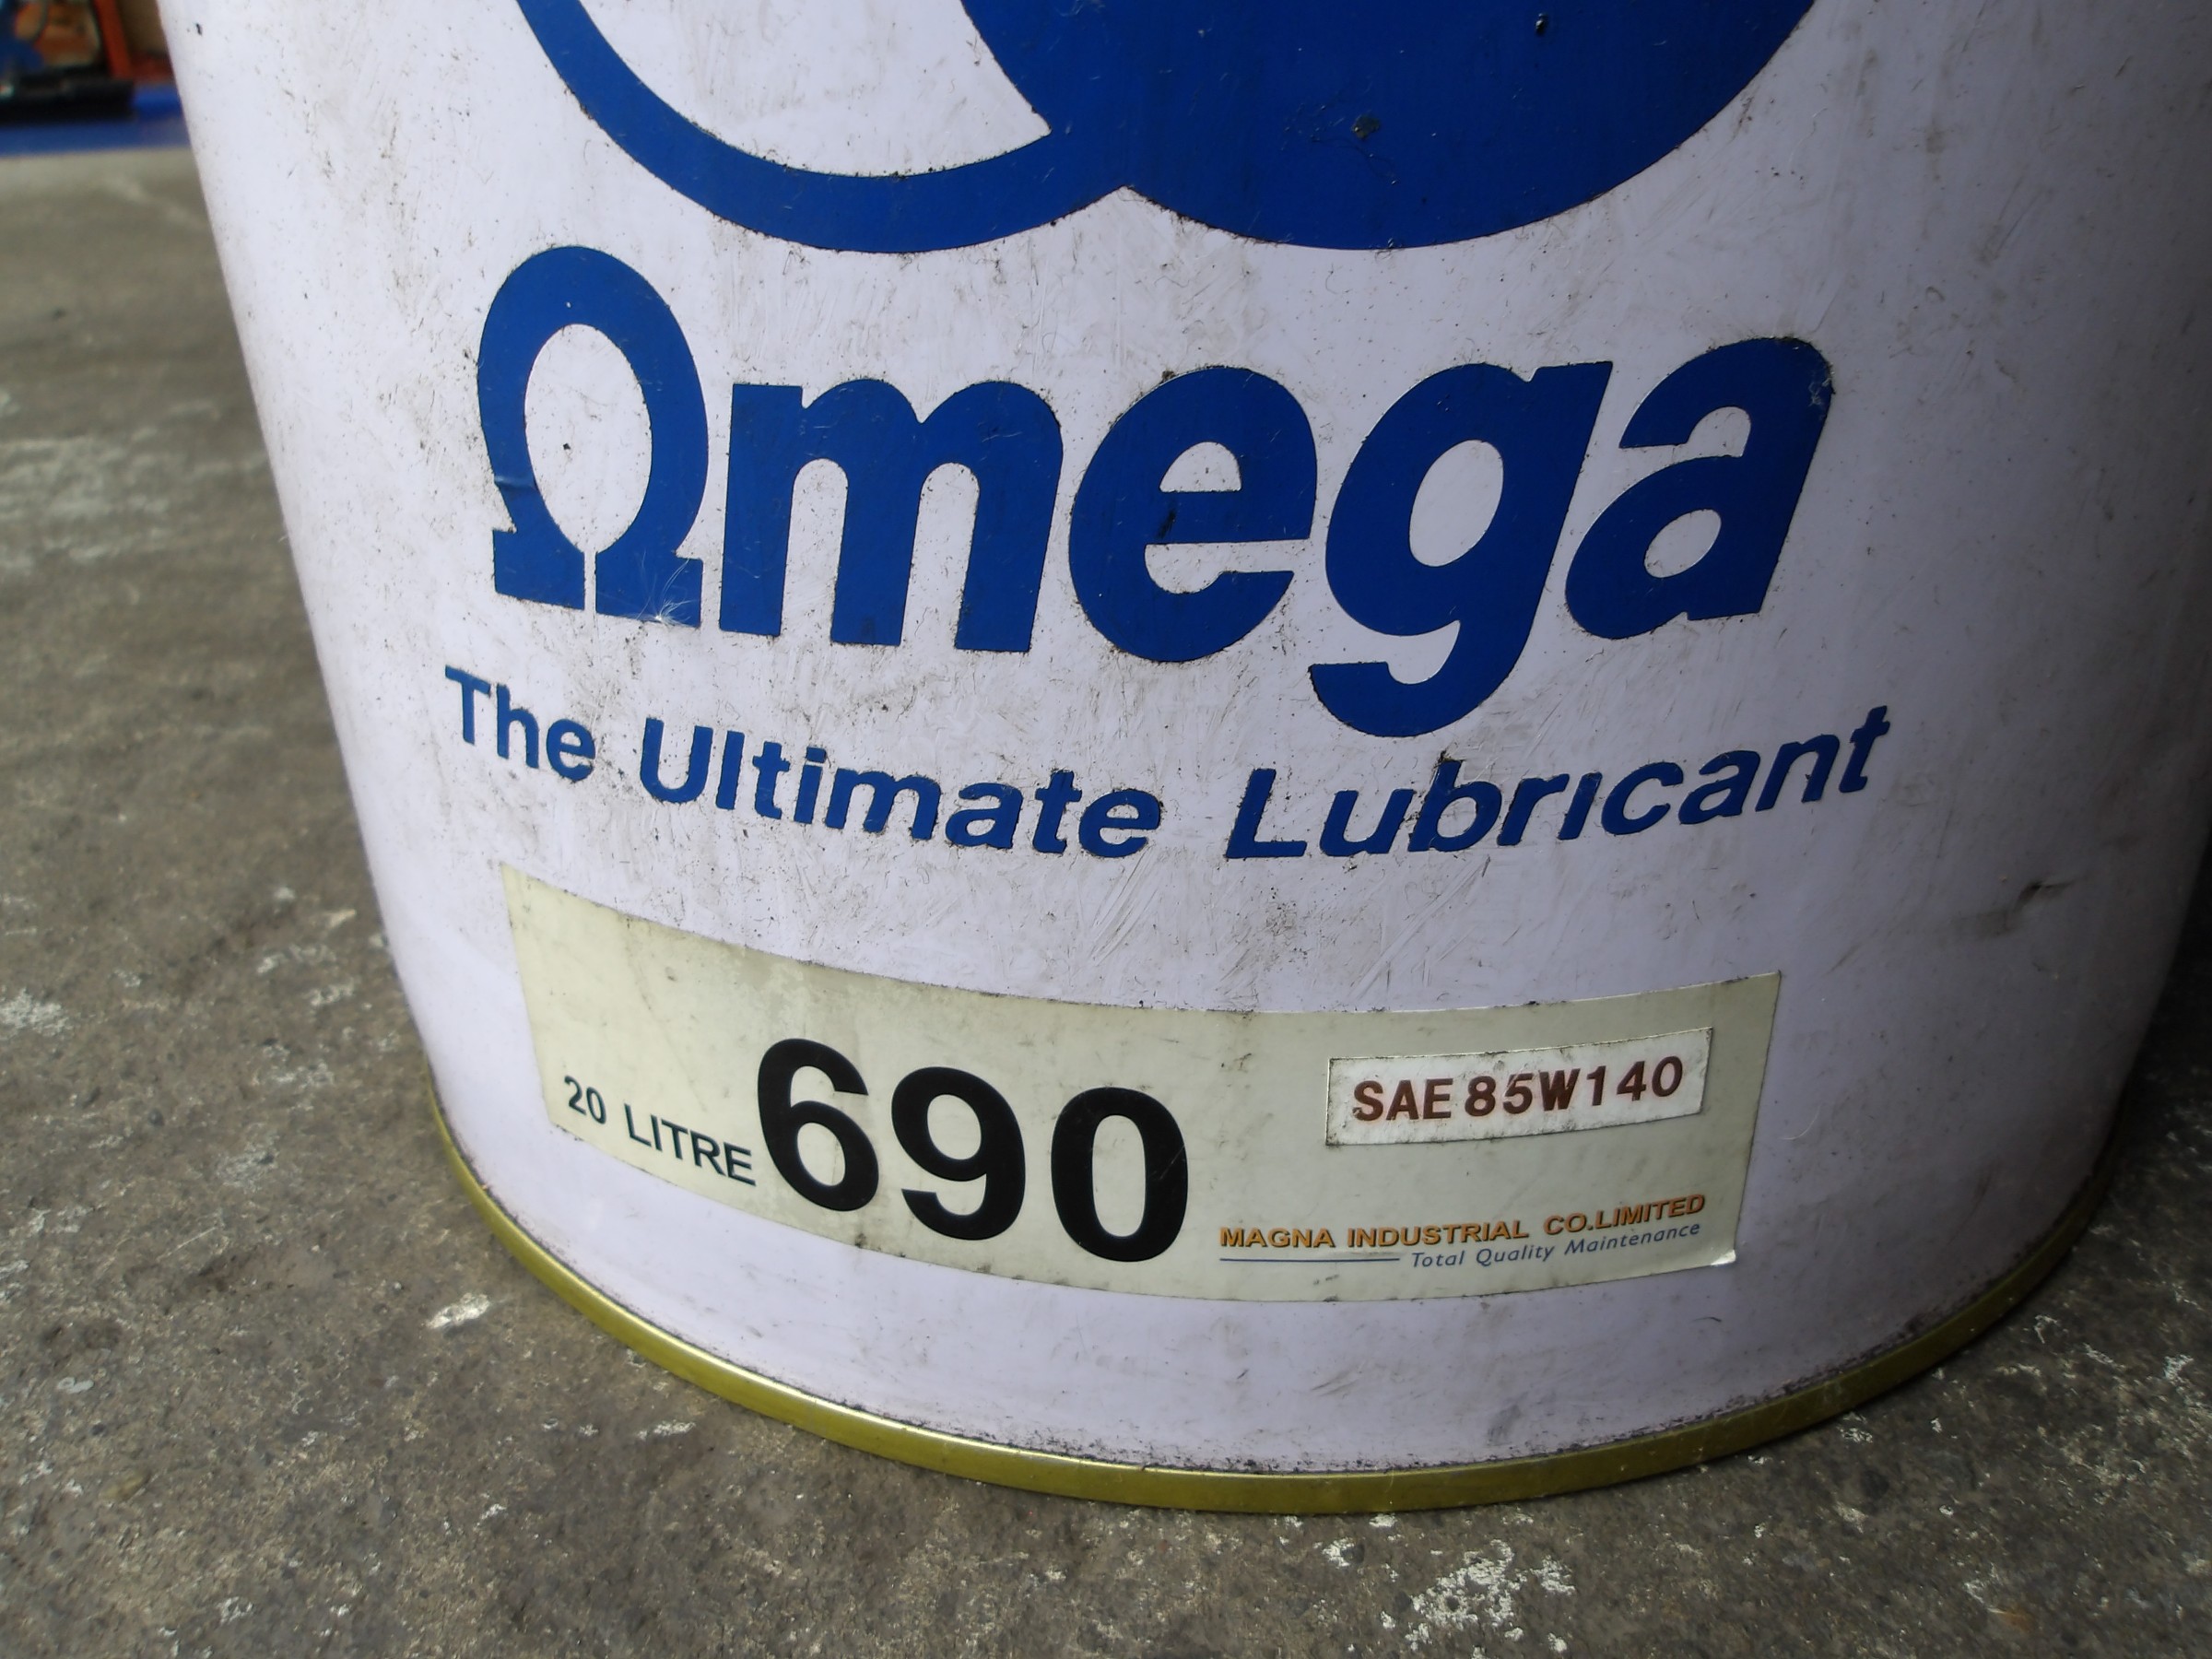 Ωmega
The Ultimate Lubricant
20 LITRE 690 SAE 85W140
MAGNA INDUSTRIAL CO.LIMITED
Total Quality Maintenance